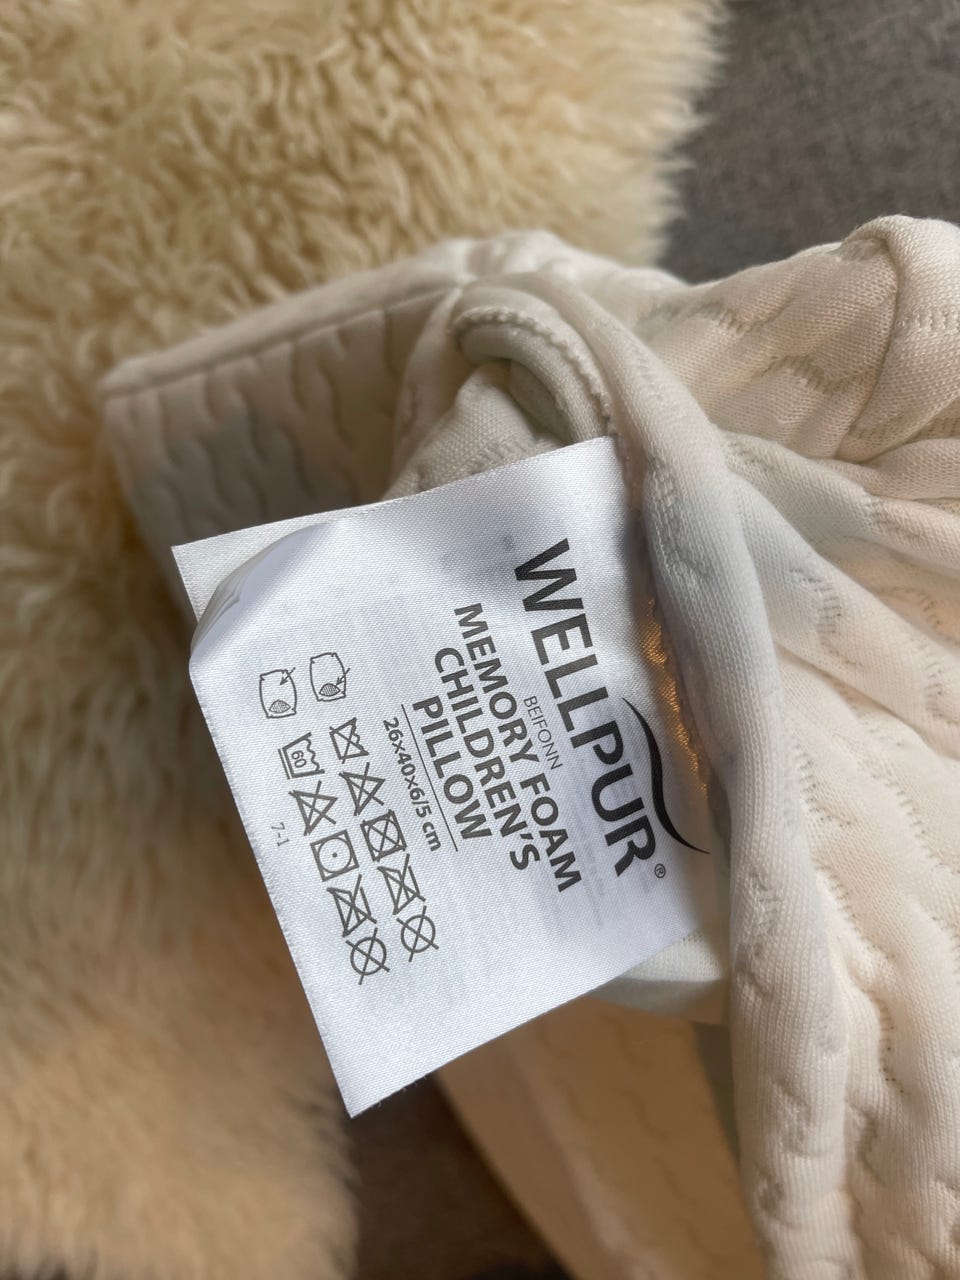 WELLPUR®
BEIFONN
MEMORY FOAM
CHILDREN'S
PILLOW
26x40x6/5 cm
60
7-1